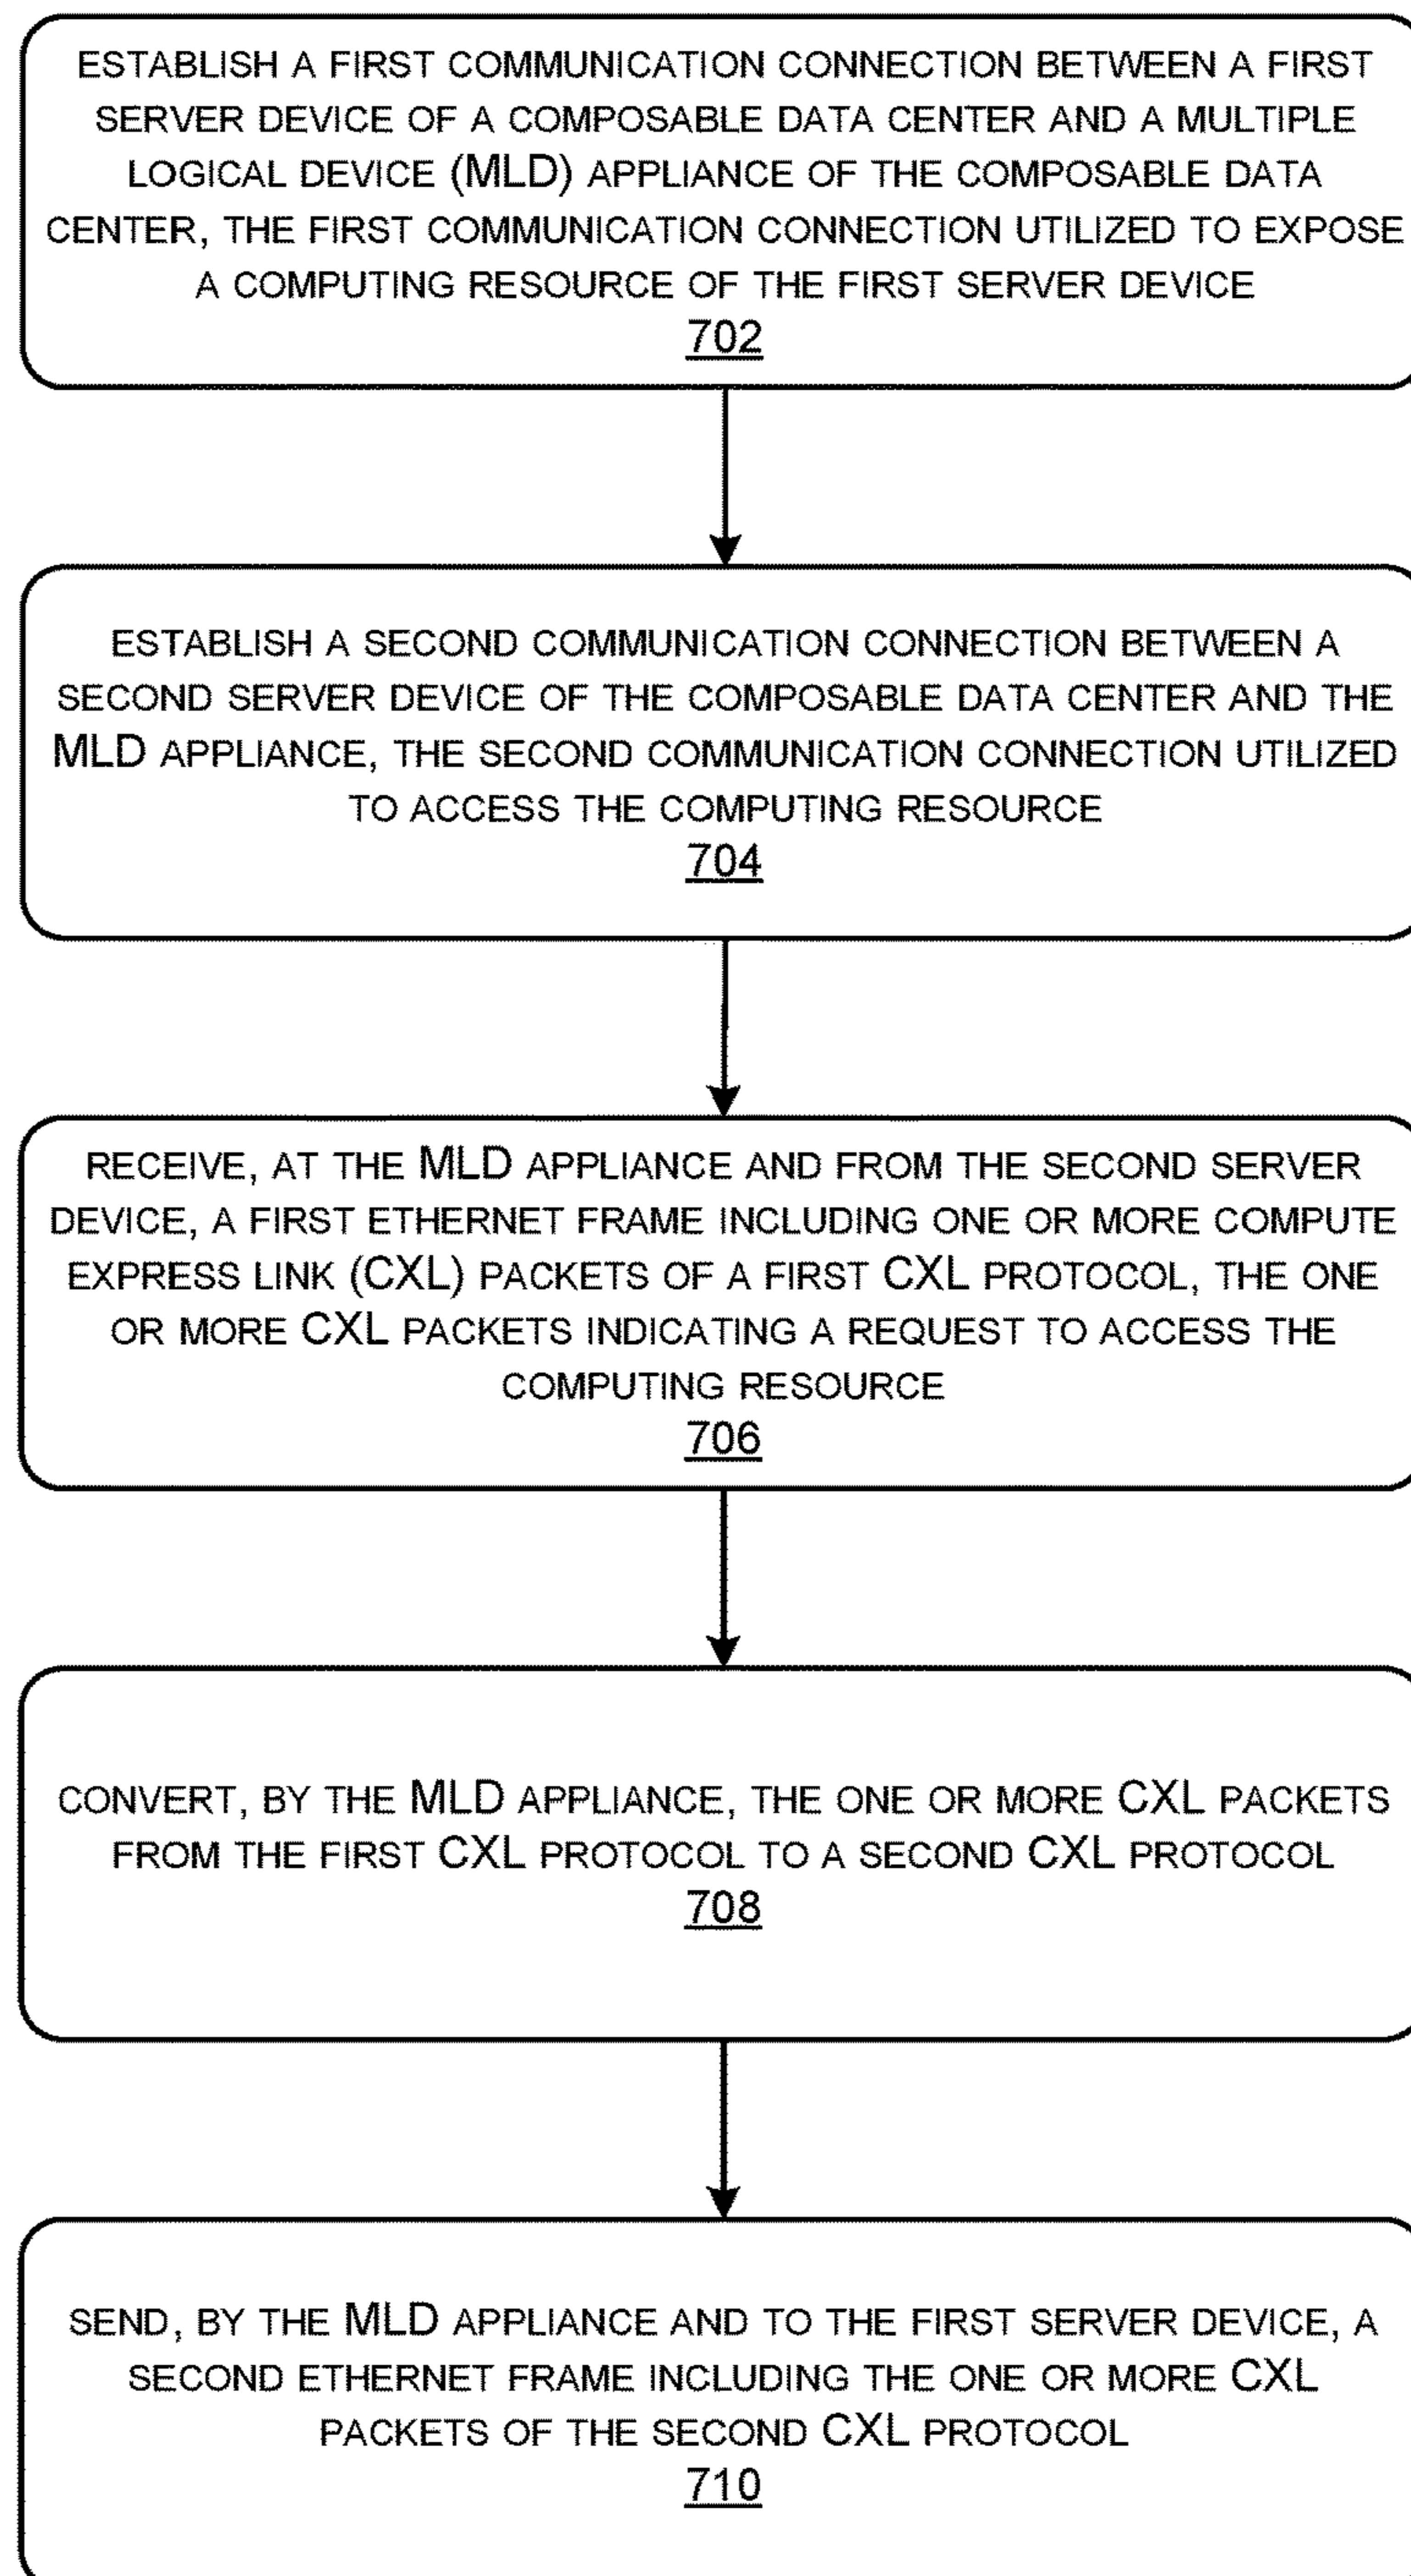 ESTABLISH A FIRST COMMUNICATION CONNECTION BETWEEN A FIRST
SERVER DEVICE OF A COMPOSABLE DATA CENTER AND A MULTIPLE
LOGICAL DEVICE (MLD) APPLIANCE OF THE COMPOSABLE DATA
CENTER, THE FIRST COMMUNICATION CONNECTION UTILIZED TO EXPOSE
A COMPUTING RESOURCE OF THE FIRST SERVER DEVICE
702
ESTABLISH A SECOND COMMUNICATION CONNECTION BETWEEN A
SECOND SERVER DEVICE OF THE COMPOSABLE DATA CENTER AND THE
MLD APPLIANCE, THE SECOND COMMUNICATION CONNECTION UTILIZED
TO ACCESS THE COMPUTING RESOURCE
704
RECEIVE, AT THE MLD APPLIANCE AND FROM THE SECOND SERVER
DEVICE, A FIRST ETHERNET FRAME INCLUDING ONE OR MORE COMPUTE
EXPRESS LINK (CXL) PACKETS OF A FIRST CXL PROTOCOL, THE ONE
OR MORE CXL PACKETS INDICATING A REQUEST TO ACCESS THE
COMPUTING RESOURCE
706
CONVERT, BY THE MLD APPLIANCE, THE ONE OR MORE CXL PACKETS
FROM THE FIRST CXL PROTOCOL TO A SECOND CXL PROTOCOL
708
SEND, BY THE MLD APPLIANCE AND TO THE FIRST SERVER DEVICE, A
SECOND ETHERNET FRAME INCLUDING THE ONE OR MORE CXL
PACKETS OF THE SECOND CXL PROTOCOL
710